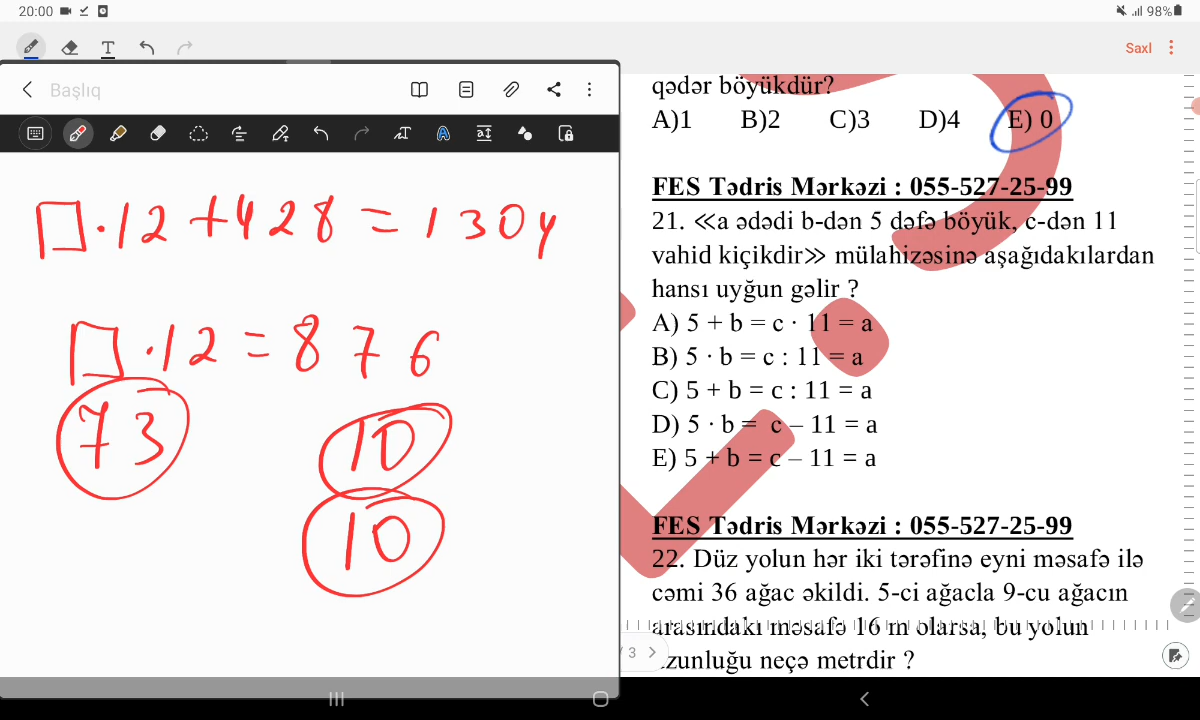 20:00
98%
Saxl
Başlıq
□·12+428=1304
□·12=876
73
10
10
qədər böyükdür?
A)1 B)2 C)3 D)4 E) 0
FES Tədris Mərkəzi : 055-527-25-99
21. ≪a ədədi b-dən 5 dəfə böyük, c-dən 11
vahid kiçikdir≫ mülahizəsinə aşağıdakılardan
hansı uyğun gəlir ?
A) 5 + b = c · 11 = a
B) 5 · b = c : 11 = a
C) 5 + b = c : 11 = a
D) 5 · b = c – 11 = a
E) 5 + b = c – 11 = a
FES Tədris Mərkəzi : 055-527-25-99
22. Düz yolun hər iki tərəfinə eyni məsafə ilə
cəmi 36 ağac əkildi. 5-ci ağacla 9-cu ağacın
arasındakı məsafə 16 m olarsa, bu yolun
uzunluğu neçə metrdir ?
/ 3